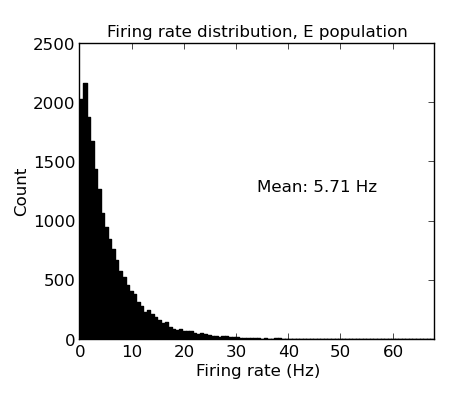 Firing rate distribution, E population
2500
2000
1500
1000
500
0
Count
Mean: 5.71 Hz
0 10 20 30 40 50 60
Firing rate (Hz)